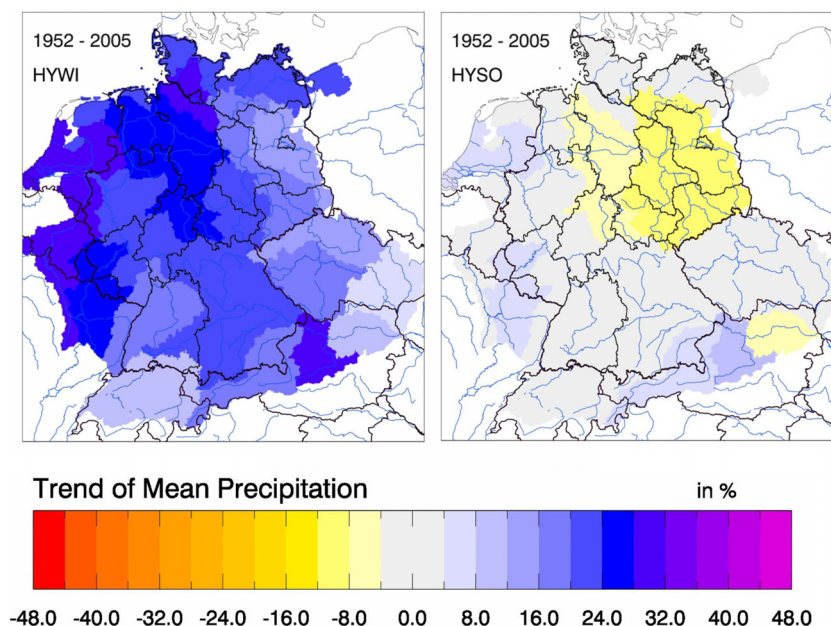 1952 - 2005
HYWI
1952 - 2005
HYSO
Trend of Mean Precipitation in %
-48.0 -40.0 -32.0 -24.0 -16.0 -8.0 0.0 8.0 16.0 24.0 32.0 40.0 48.0